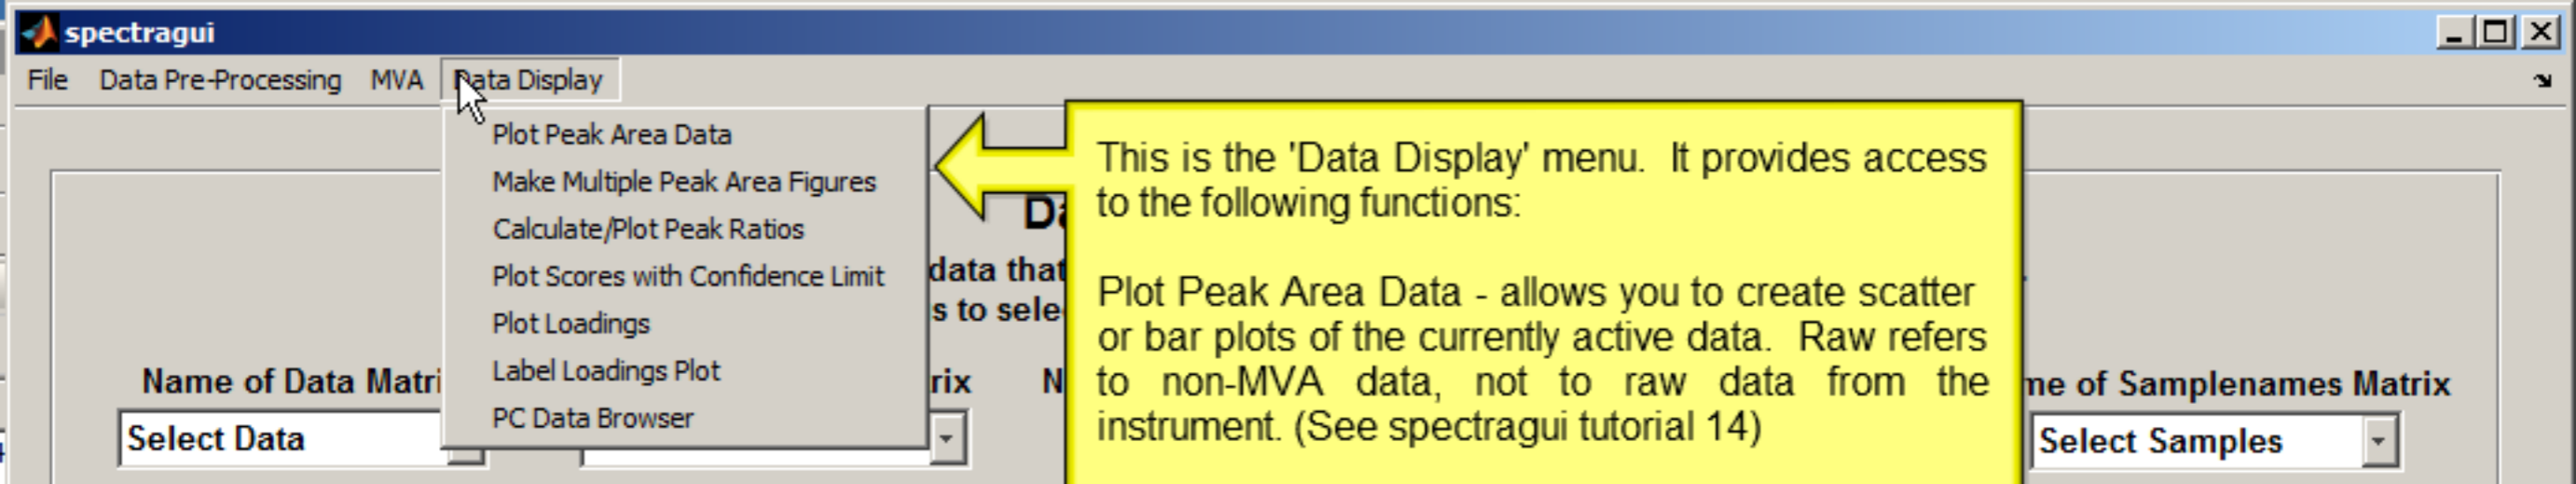 spectragui
File Data Pre-Processing MVA Data Display
Plot Peak Area Data
Make Multiple Peak Area Figures
Calculate/Plot Peak Ratios
Plot Scores with Confidence Limit
Plot Loadings
Label Loadings Plot
PC Data Browser
This is the 'Data Display' menu. It provides access
to the following functions:
Plot Peak Area Data - allows you to create scatter
or bar plots of the currently active data. Raw refers
to non-MVA data, not to raw data from the
instrument. (See spectragui tutorial 14)
data that
s to sele
Name of Data Matri
rix
me of Samplenames Matrix
Select Data
Select Samples